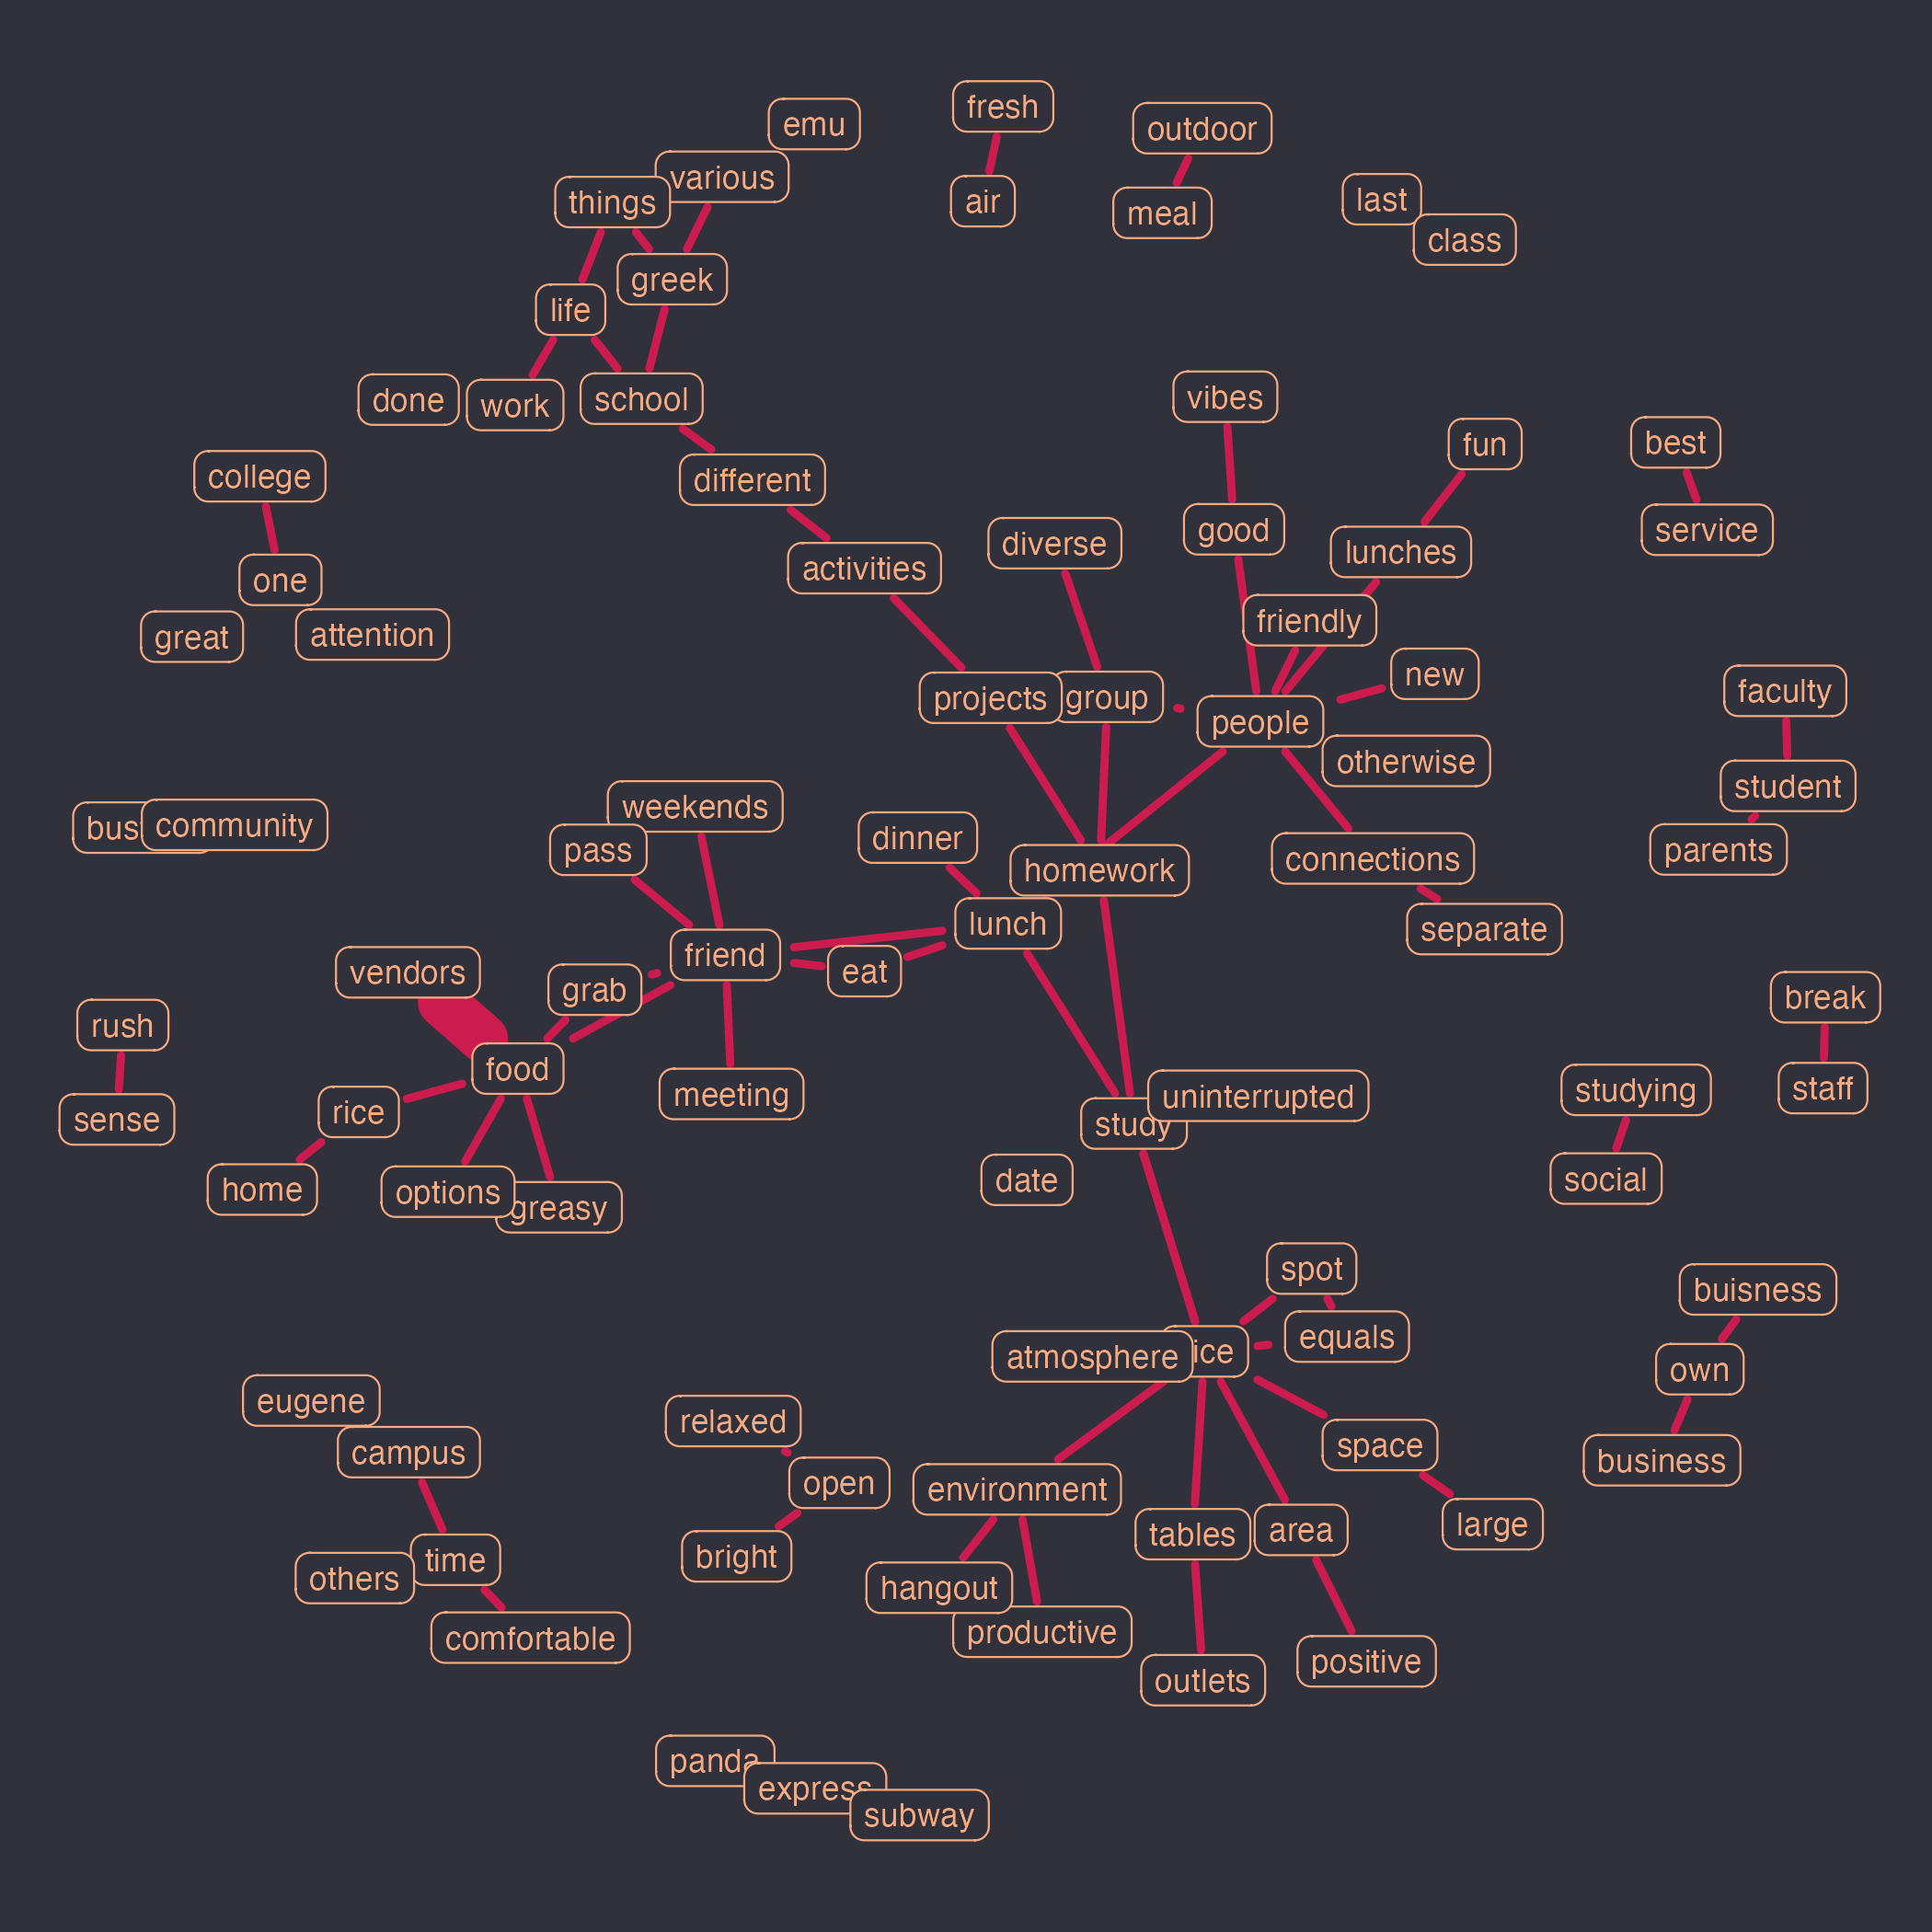 emu
fresh
outdoor
various
things
air
meal
last
class
greek
life
done
work
school
vibes
fun
best
college
different
good
service
one
activities
diverse
lunches
great
attention
friendly
projects
group
people
new
faculty
otherwise
student
community
weekends
pass
dinner
homework
connections
parents
lunch
separate
friend
vendors
grab
eat
break
rush
food
sense
rice
meeting
study
uninterrupted
studying
staff
home
options
greasy
date
social
spot
equals
buisness
atmosphere
own
eugene
campus
relaxed
open
environment
space
business
large
others
time
bright
tables
area
hangout
comfortable
productive
outlets
positive
panda
express
subway